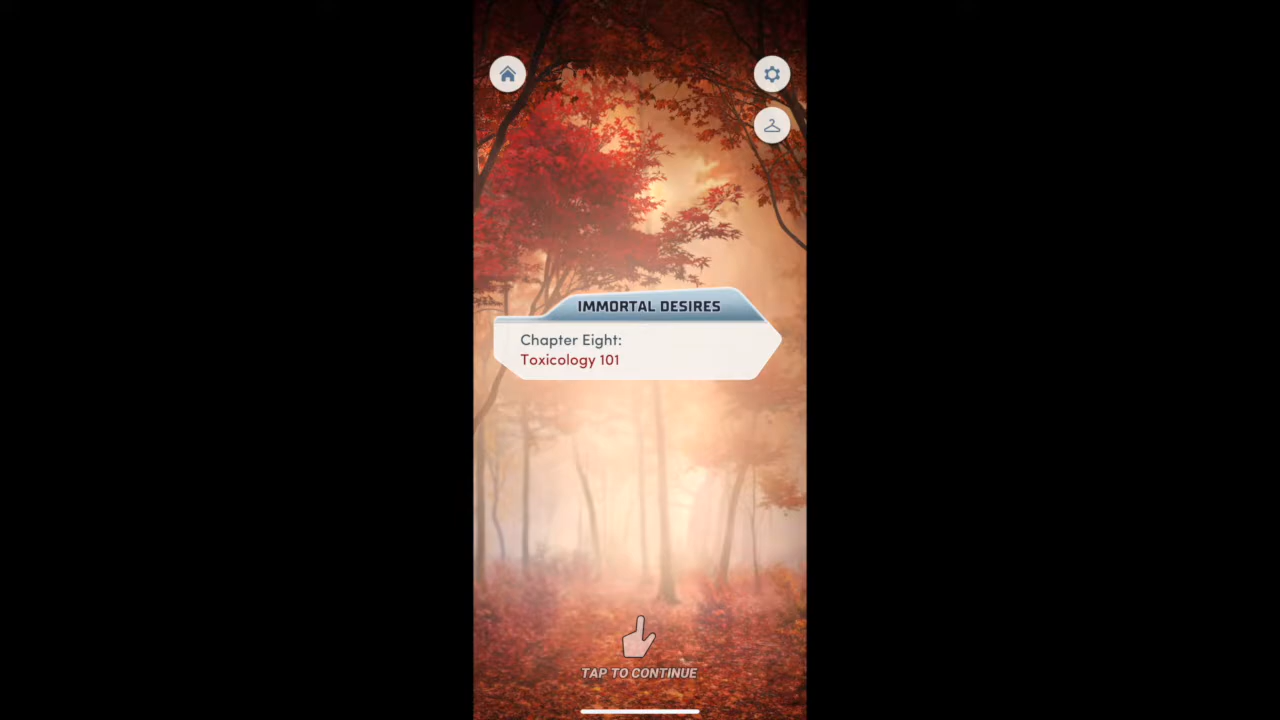 IMMORTAL DESIRES
Chapter Eight:
Toxicology 101
TAP TO CONTINUE